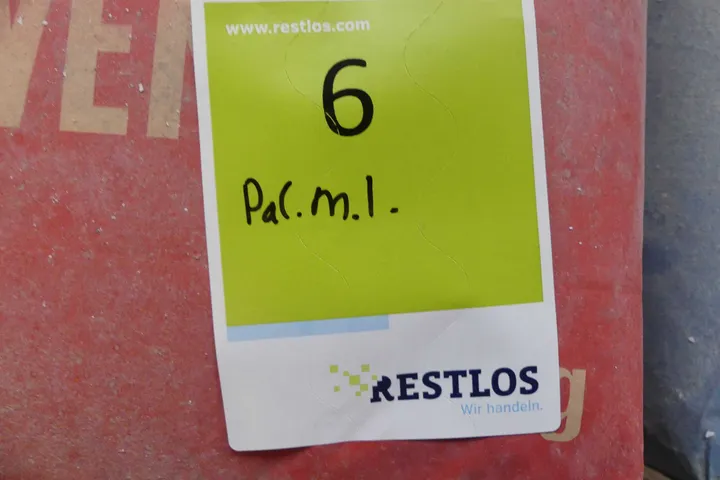 www.restlos.com
6
Pal.m.l.
RESTLOS
Wir handeln.
g